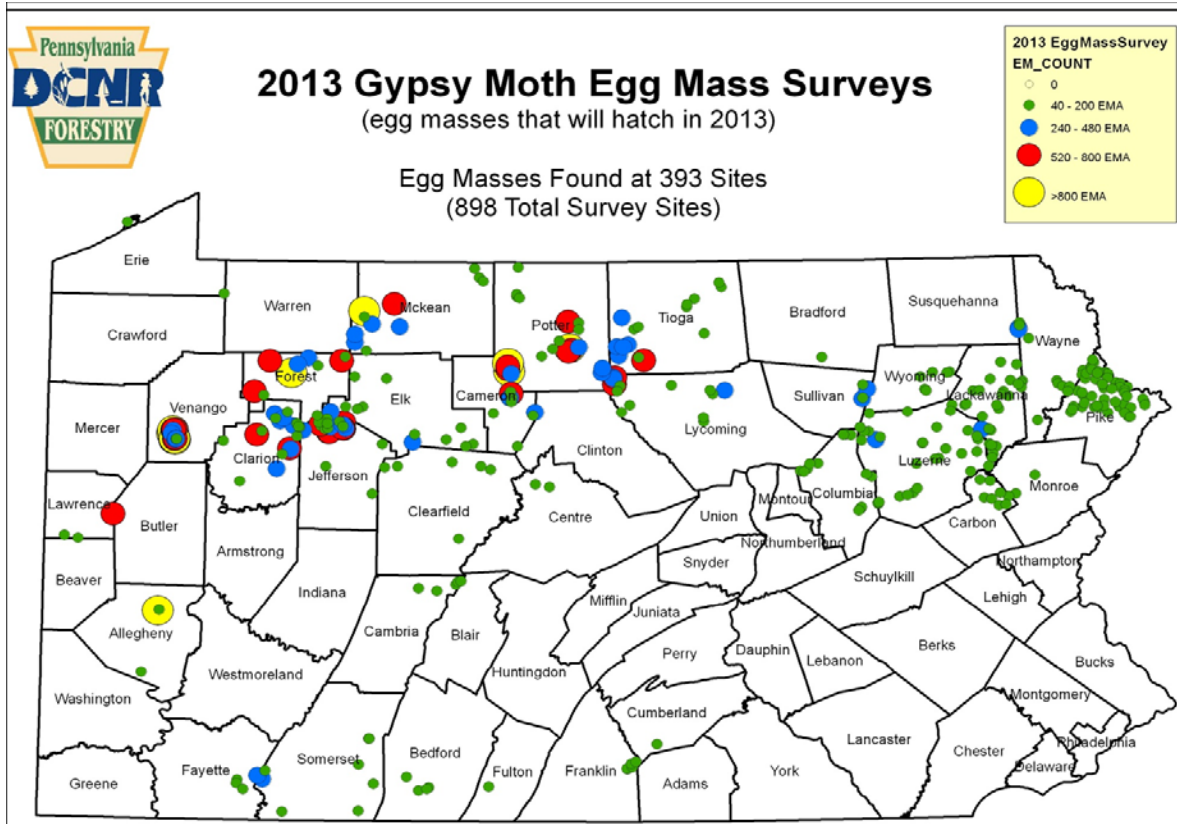 Pennsylvania
DCNR
FORESTRY
2013 Gypsy Moth Egg Mass Surveys
(egg masses that will hatch in 2013)
Egg Masses Found at 393 Sites
(898 Total Survey Sites)
2013 EggMassSurvey
EM_COUNT
0
40 - 200 EMA
240 - 480 EMA
520 - 800 EMA
>800 EMA
Erie
Warren
Mckean
Potter
Tioga
Bradford
Susquehanna
Wayne
Crawford
Forest
Elk
Cameron
Sullivan
Wyoming
Lackawanna
Pike
Mercer
Venango
Clarion
Jefferson
Clinton
Lycoming
Luzerne
Monroe
Lawrence
Butler
Armstrong
Clearfield
Centre
Union
Montour
Columbia
Northumberland
Carbon
Northampton
Beaver
Indiana
Snyder
Schuylkill
Lehigh
Allegheny
Cambria
Blair
Mifflin
Juniata
Westmoreland
Huntingdon
Perry
Dauphin
Lebanon
Berks
Bucks
Washington
Cumberland
Montgomery
Philadelphia
Greene
Fayette
Somerset
Bedford
Fulton
Franklin
Adams
York
Lancaster
Chester
Delaware